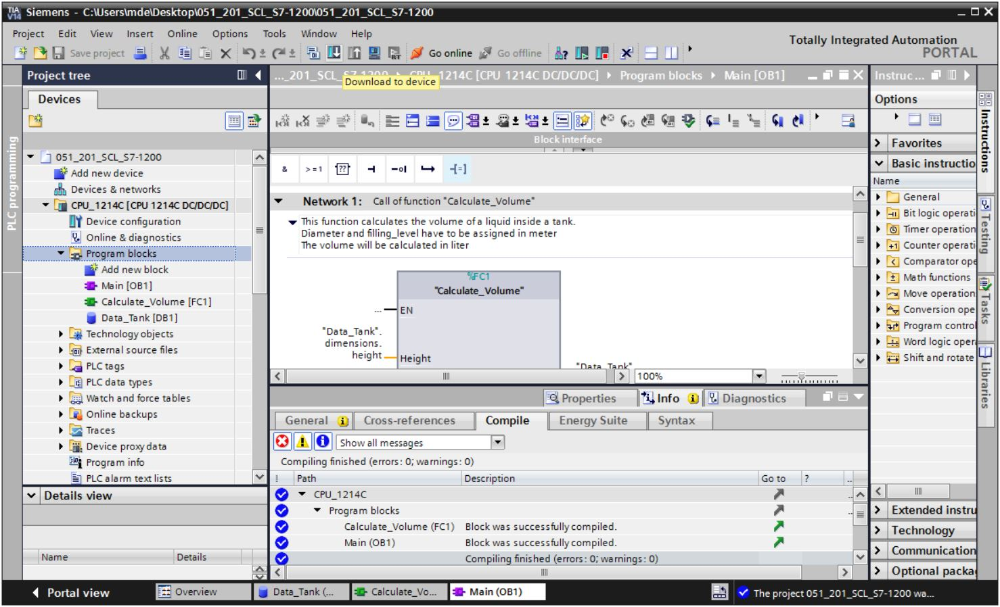 TIA V14 Siemens - C:\Users\mde\Desktop\051_201_SCL_S7-1200\051_201_SCL_S7-1200
Project Edit View Insert Online Options Tools Window Help
Totally Integrated Automation
PORTAL
Save project Go online Go offline
Project tree
..._201_SCL_S7-1200 CPU_1214C [CPU 1214C DC/DC/DC] Program blocks Main [OB1]
Download to device
Instruc...
Devices
Options
PLC programming
Block interface
051_201_SCL_S7-1200
Add new device
Devices & networks
CPU_1214C [CPU 1214C DC/DC/DC]
Device configuration
Online & diagnostics
Program blocks
Add new block
Main [OB1]
Calculate_Volume [FC1]
Data_Tank [DB1]
Technology objects
External source files
PLC tags
PLC data types
Watch and force tables
Online backups
Traces
Device proxy data
Program info
PLC alarm text lists
Details view
Name Details
& >=1 ?? -o| -[=]
Network 1: Call of function "Calculate_Volume"
This function calculates the volume of a liquid inside a tank.
Diameter and filling_level have to be assigned in meter
The volume will be calculated in liter
%FC1
"Calculate_Volume"
... EN
"Data_Tank".
dimensions.
height Height
"Data_Tank"
100%
Properties Info Diagnostics
General Cross-references Compile Energy Suite Syntax
Show all messages
Compiling finished (errors: 0; warnings: 0)
! Path Description Go to ? ..
CPU_1214C
Program blocks
Calculate_Volume (FC1) Block was successfully compiled.
Main (OB1) Block was successfully compiled.
Compiling finished (errors: 0; warnings: 0)
Favorites
Basic instructio
Name
General
Bit logic operati
Timer operation
Counter operati
Comparator ope
Math functions
Move operation
Conversion ope
Program control
Word logic oper
Shift and rotate
Extended instru
Technology
Communication
Optional packa
Instructions
Testing
Tasks
Libraries
Portal view Overview Data_Tank (... Calculate_Vo... Main (OB1) The project 051_201_SCL_S7-1200 wa...